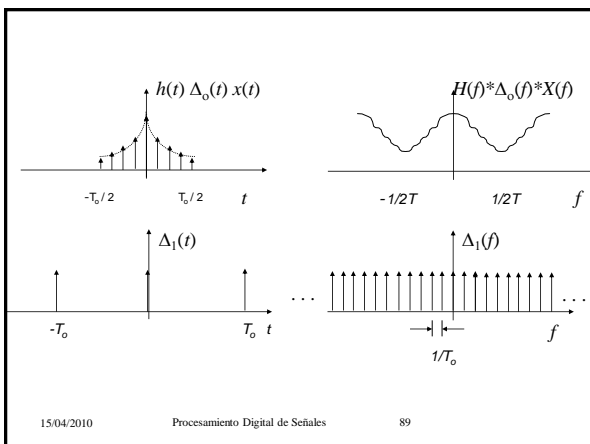 h(t) Δo(t) x(t)
H(f)*Δo(f)*X(f)
-To / 2 To / 2 t
- 1/2T 1/2T f
Δ1(t)
Δ1(f)
. . .
. . .
-To To t
f
1/To
15/04/2010 Procesamiento Digital de Señales 89